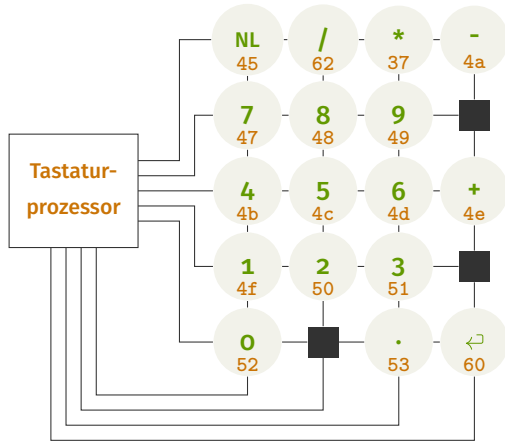 NL / * -
45 62 37 4a
7 8 9
47 48 49
Tastatur-
prozessor
4 5 6 +
4b 4c 4d 4e
1 2 3
4f 50 51
0 . ↵
52 53 60